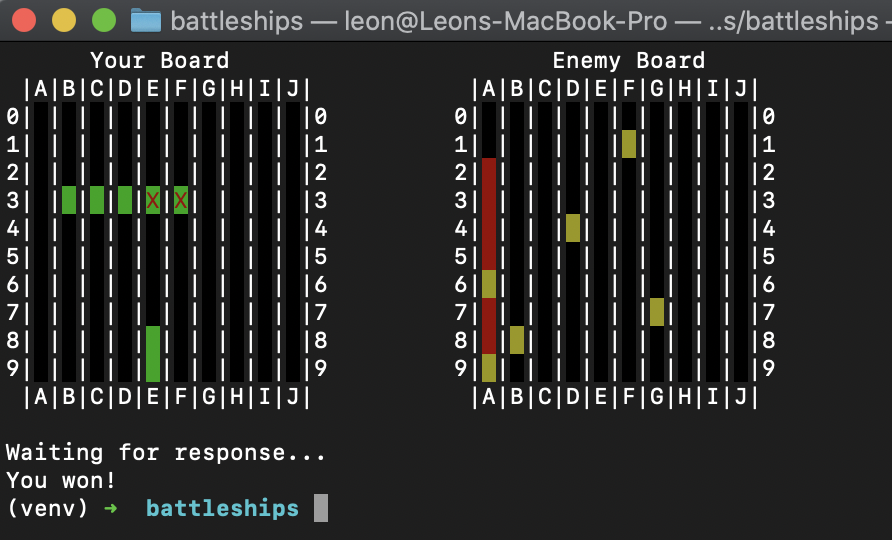 battleships — leon@Leons-MacBook-Pro — ..s/battleships –
Your Board Enemy Board
|A|B|C|D|E|F|G|H|I|J| |A|B|C|D|E|F|G|H|I|J|
0| | | | | | | | | | |0 0| | | | | | | | | | |0
1| | | | | | | | | | |1 1| | | | | | | | | | |1
2| | | | | | | | | | |2 2| | | | | | | | | | |2
3| | | | |X|X| | | | |3 3| | | | | | | | | | |3
4| | | | | | | | | | |4 4| | | | | | | | | | |4
5| | | | | | | | | | |5 5| | | | | | | | | | |5
6| | | | | | | | | | |6 6| | | | | | | | | | |6
7| | | | | | | | | | |7 7| | | | | | | | | | |7
8| | | | | | | | | | |8 8| | | | | | | | | | |8
9| | | | | | | | | | |9 9| | | | | | | | | | |9
|A|B|C|D|E|F|G|H|I|J| |A|B|C|D|E|F|G|H|I|J|
Waiting for response...
You won!
(venv) ➜ battleships